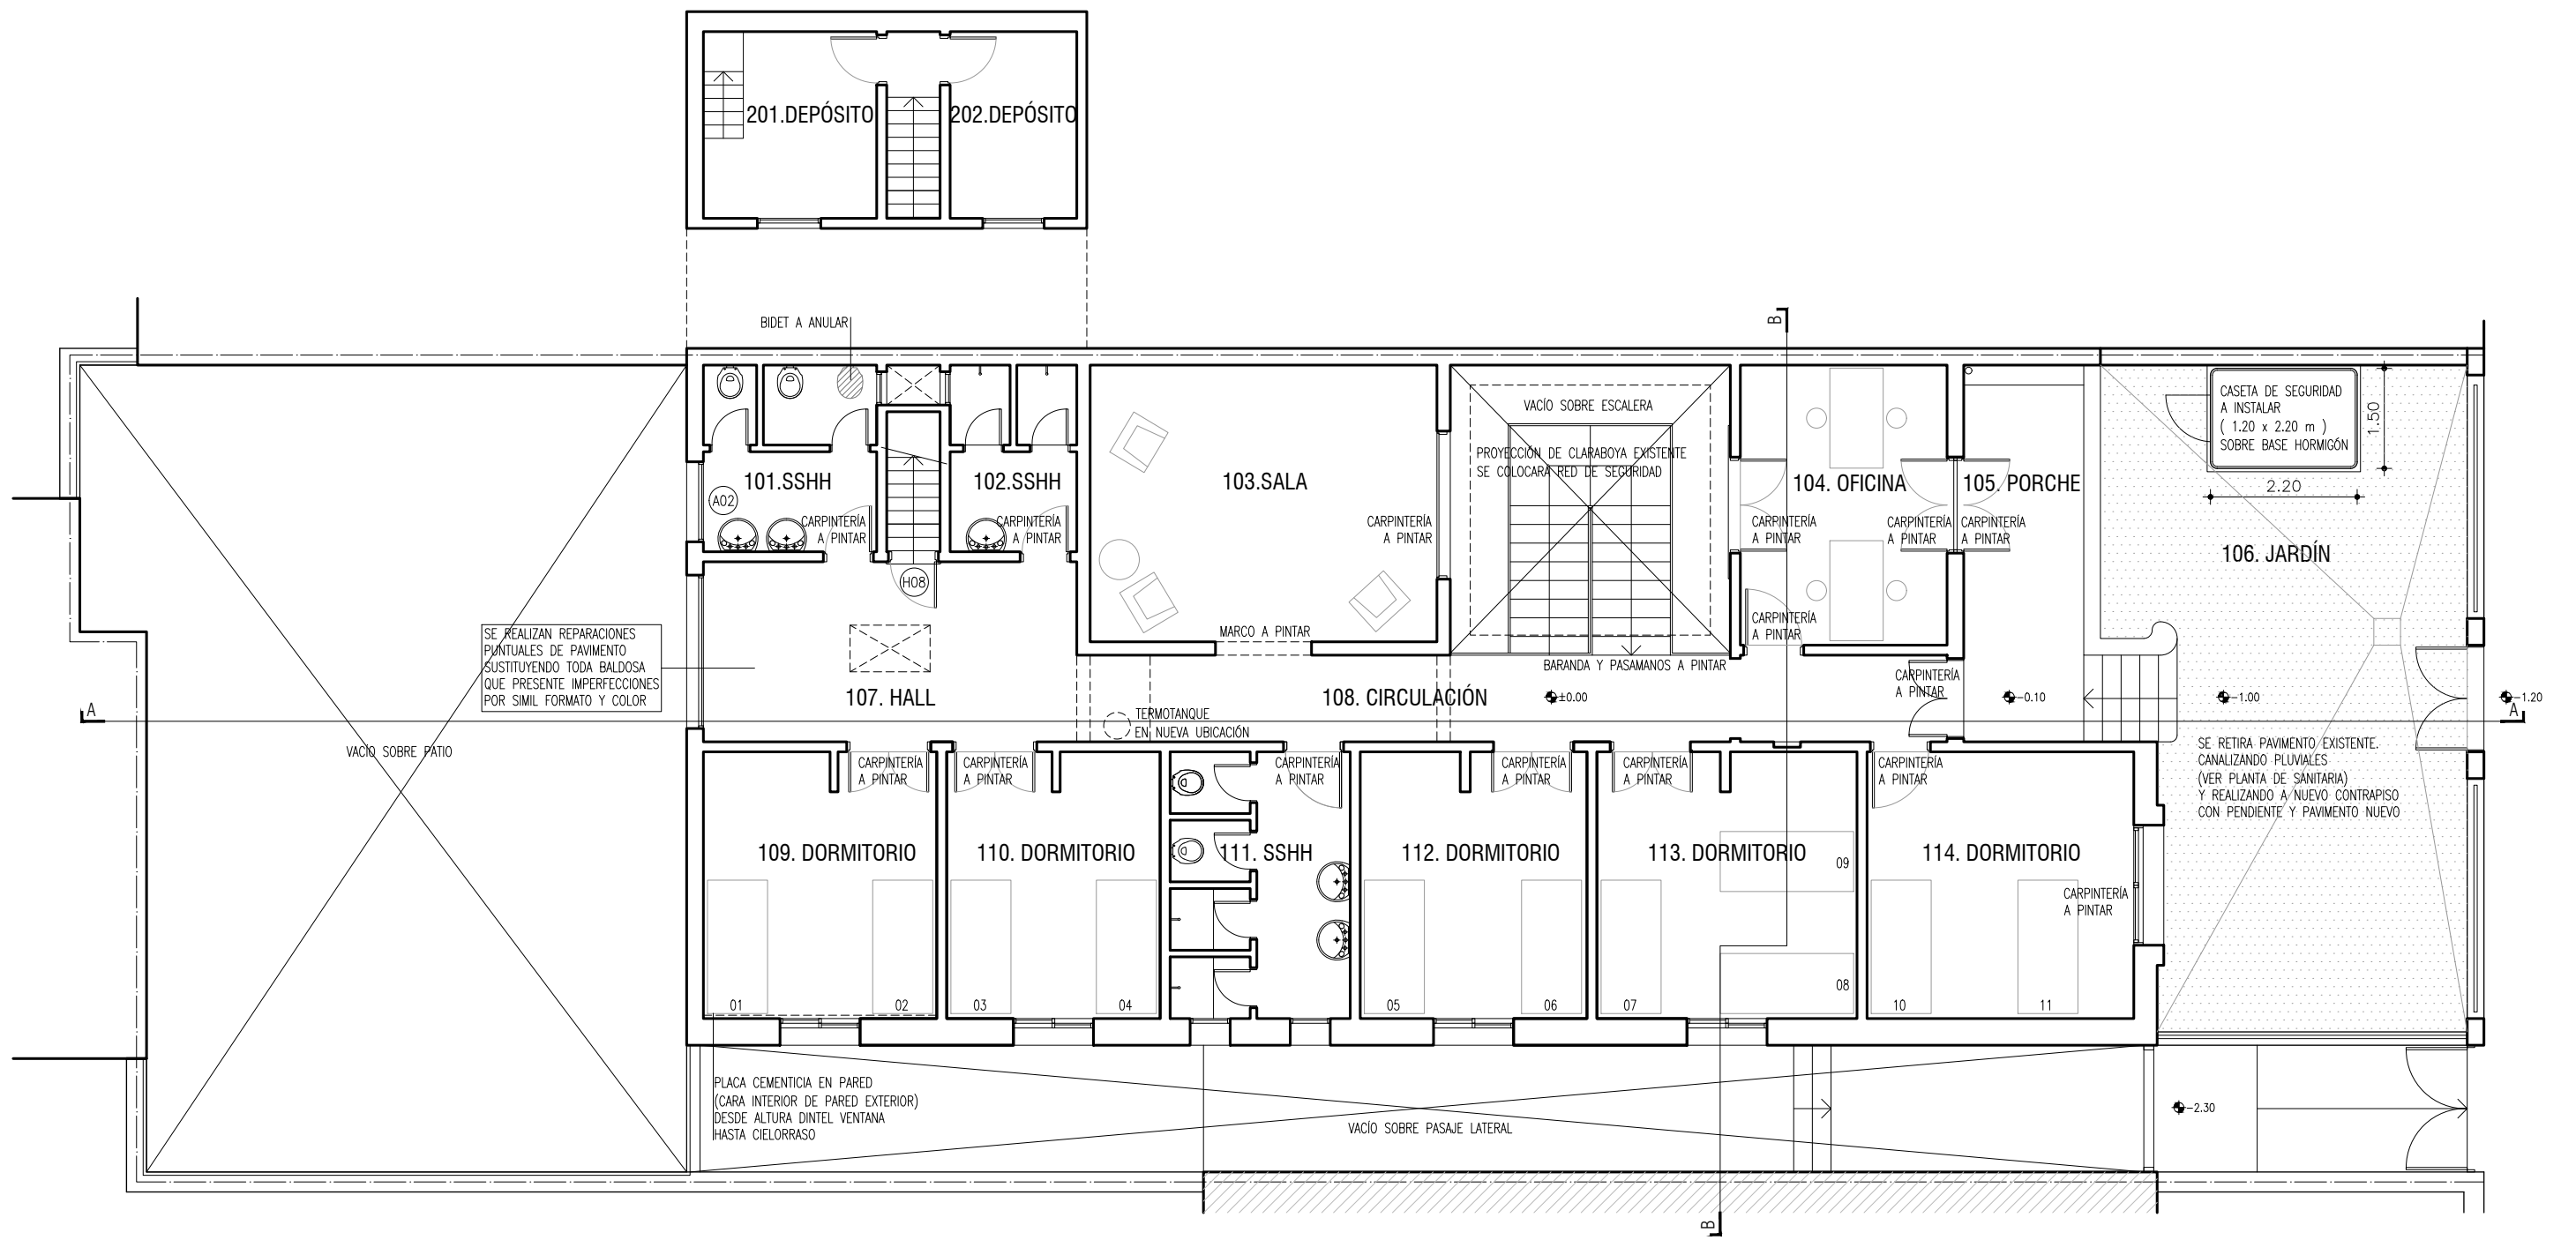 201.DEPÓSITO
202.DEPÓSITO
BIDET A ANULAR
B
VACÍO SOBRE ESCALERA
PROYECCIÓN DE CLARABOYA EXISTENTE
SE COLOCARÁ RED DE SEGURIDAD
CASETA DE SEGURIDAD
A INSTALAR
( 1.20 x 2.20 m )
SOBRE BASE HORMIGÓN
1.50
2.20
101.SSHH
A02
CARPINTERÍA
A PINTAR
102.SSHH
CARPINTERÍA
A PINTAR
103.SALA
CARPINTERÍA
A PINTAR
104. OFICINA
CARPINTERÍA
A PINTAR
CARPINTERÍA
A PINTAR
105. PORCHE
CARPINTERÍA
A PINTAR
106. JARDÍN
H08
MARCO A PINTAR
CARPINTERÍA
A PINTAR
SE REALIZAN REPARACIONES
PUNTUALES DE PAVIMENTO
SUSTITUYENDO TODA BALDOSA
QUE PRESENTE IMPERFECCIONES
POR SIMIL FORMATO Y COLOR
BARANDA Y PASAMANOS A PINTAR
CARPINTERÍA
A PINTAR
107. HALL
108. CIRCULACIÓN
±0.00
-0.10
-1.00
-1.20
A
A
TERMOTANQUE
EN NUEVA UBICACIÓN
VACÍO SOBRE PATIO
SE RETIRA PAVIMENTO EXISTENTE.
CANALIZANDO PLUVIALES
(VER PLANTA DE SANITARIA)
Y REALIZANDO A NUEVO CONTRAPISO
CON PENDIENTE Y PAVIMENTO NUEVO
CARPINTERÍA
A PINTAR
CARPINTERÍA
A PINTAR
CARPINTERÍA
A PINTAR
CARPINTERÍA
A PINTAR
CARPINTERÍA
A PINTAR
CARPINTERÍA
A PINTAR
109. DORMITORIO
110. DORMITORIO
111. SSHH
112. DORMITORIO
113. DORMITORIO
09
114. DORMITORIO
CARPINTERÍA
A PINTAR
01
02
03
04
05
06
07
08
10
11
PLACA CEMENTICIA EN PARED
(CARA INTERIOR DE PARED EXTERIOR)
DESDE ALTURA DINTEL VENTANA
HASTA CIELORRASO
VACÍO SOBRE PASAJE LATERAL
-2.30
B